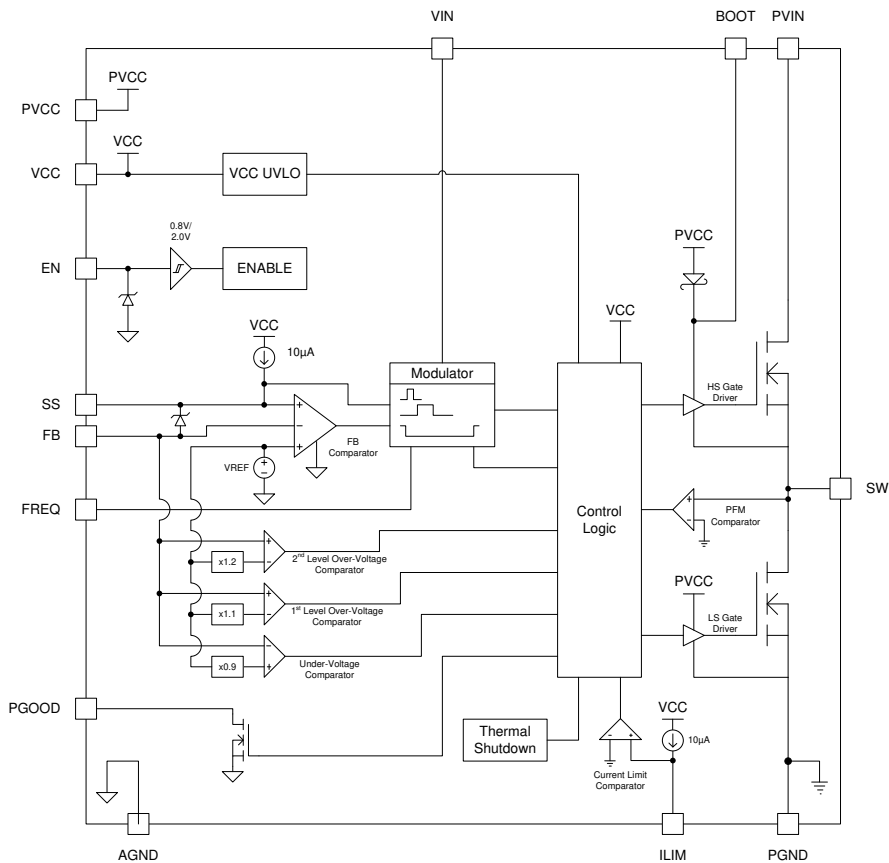 VIN
BOOT
PVIN
PVCC
PVCC
VCC
VCC
VCC UVLO
0.8V/
2.0V
EN
ENABLE
PVCC
VCC
10µA
VCC
Modulator
SS
FB
+
−
+
FB
Comparator
VREF
+
−
HS Gate
Driver
FREQ
Control
Logic
+
−
PFM
Comparator
SW
+
−
x1.2
2nd Level Over-Voltage
Comparator
+
−
x1.1
1st Level Over-Voltage
Comparator
PVCC
LS Gate
Driver
−
+
x0.9
Under-Voltage
Comparator
PGOOD
Thermal
Shutdown
−
+
Current Limit
Comparator
VCC
10µA
AGND
ILIM
PGND